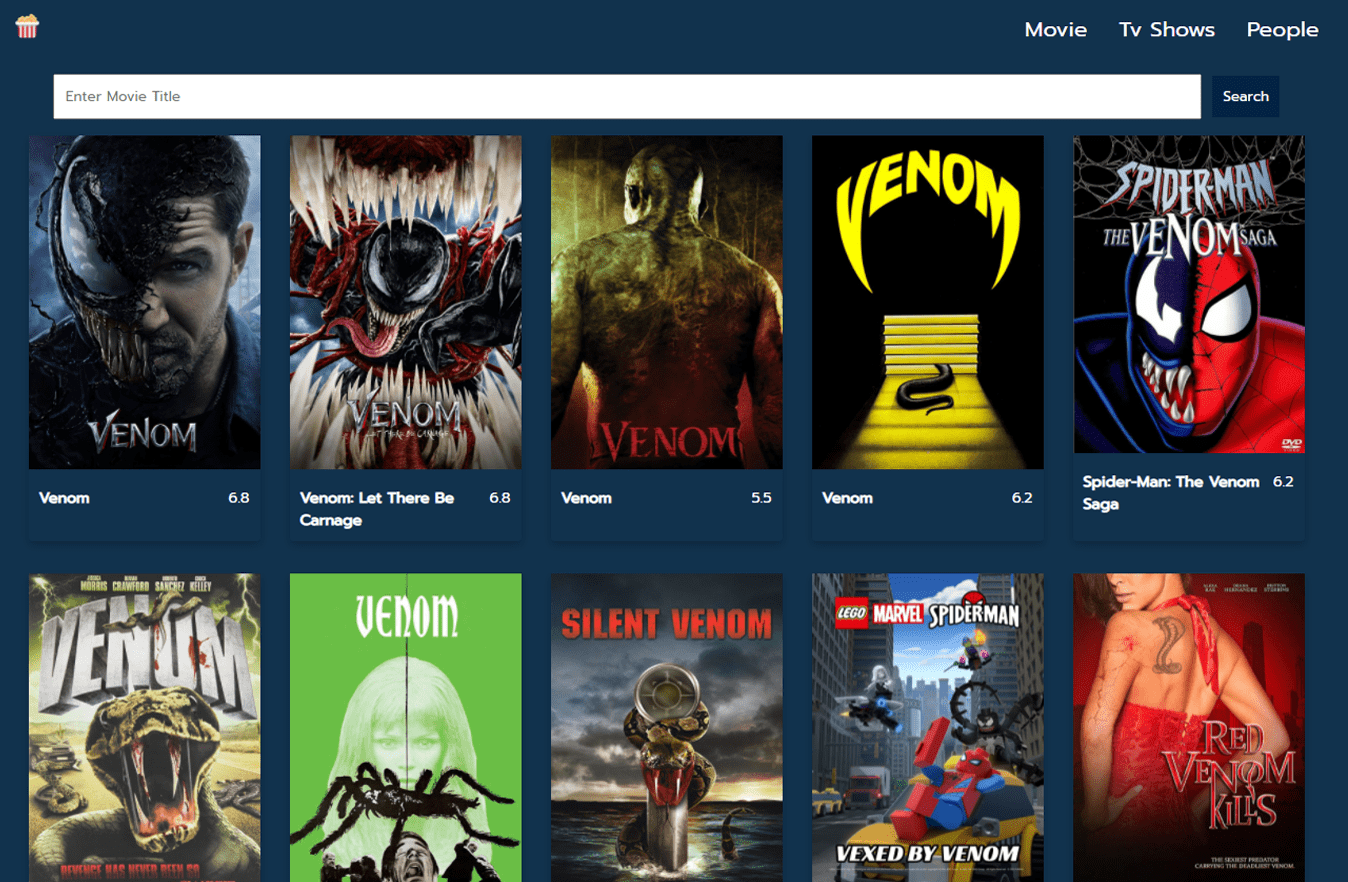 Movie
Tv Shows
People
Enter Movie Title
Search
VENOM
VENOM
LET THERE BE CARNAGE
VENOM
VENOM
SPIDER-MAN
THE VENOM SAGA
DVD
Venom 6.8
Venom: Let There Be 6.8
Carnage
Venom 5.5
Venom 6.2
Spider-Man: The Venom 6.2
Saga
MORRIS CRAWFORD SANCHEZ KELLEY
VENOM
REVENGE HAS NEVER BEEN SO
VENOM
SILENT VENOM
LEGO MARVEL SPIDER-MAN
VEXED BY VENOM
RED
VENOM
KILLS
THE SEXIEST PREDATOR
CARRYING THE DEADLIEST VENOM.